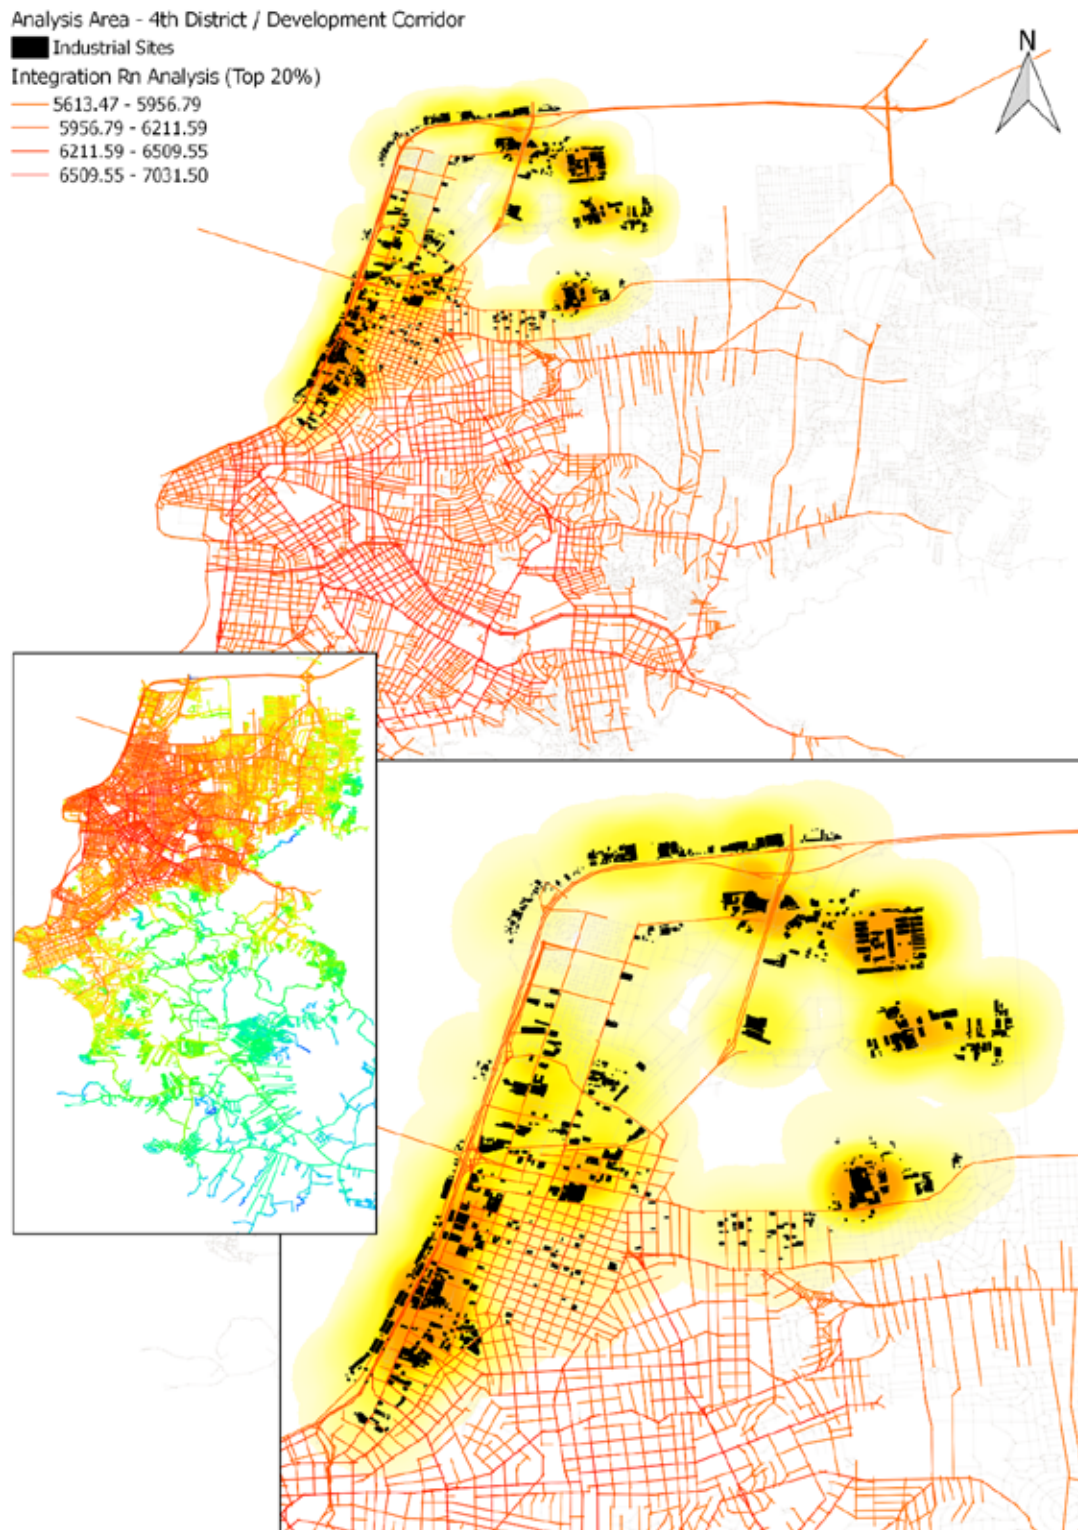 Analysis Area - 4th District / Development Corridor
Industrial Sites
Integration Rn Analysis (Top 20%)
5613.47 - 5956.79
5956.79 - 6211.59
6211.59 - 6509.55
6509.55 - 7031.50
N